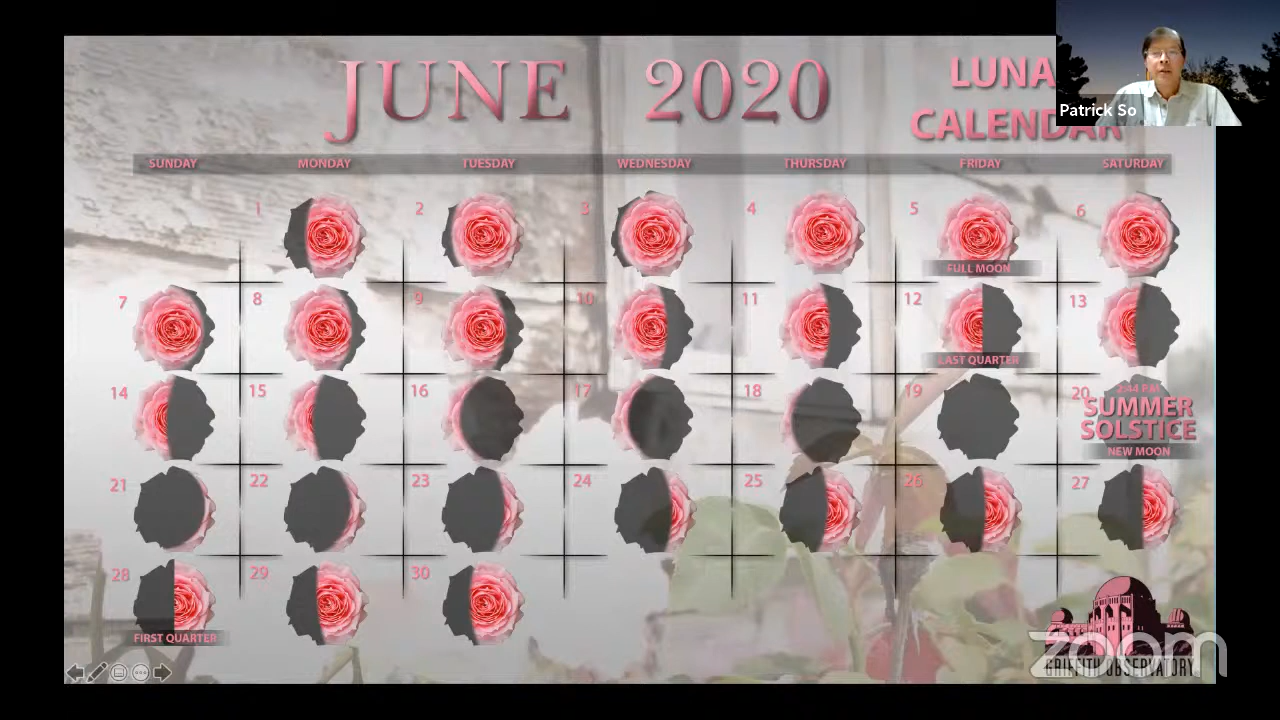 JUNE 2020
LUNA
CALENDAR
Patrick So
SUNDAY MONDAY TUESDAY WEDNESDAY THURSDAY FRIDAY SATURDAY
1 2 3 4 5 6
FULL MOON
7 8 9 10 11 12 13
LAST QUARTER
14 15 16 17 18 19 20
2:44 P.M.
SUMMER
SOLSTICE
NEW MOON
21 22 23 24 25 26 27
28 29 30
FIRST QUARTER
zoom
GRIFFITH OBSERVATORY